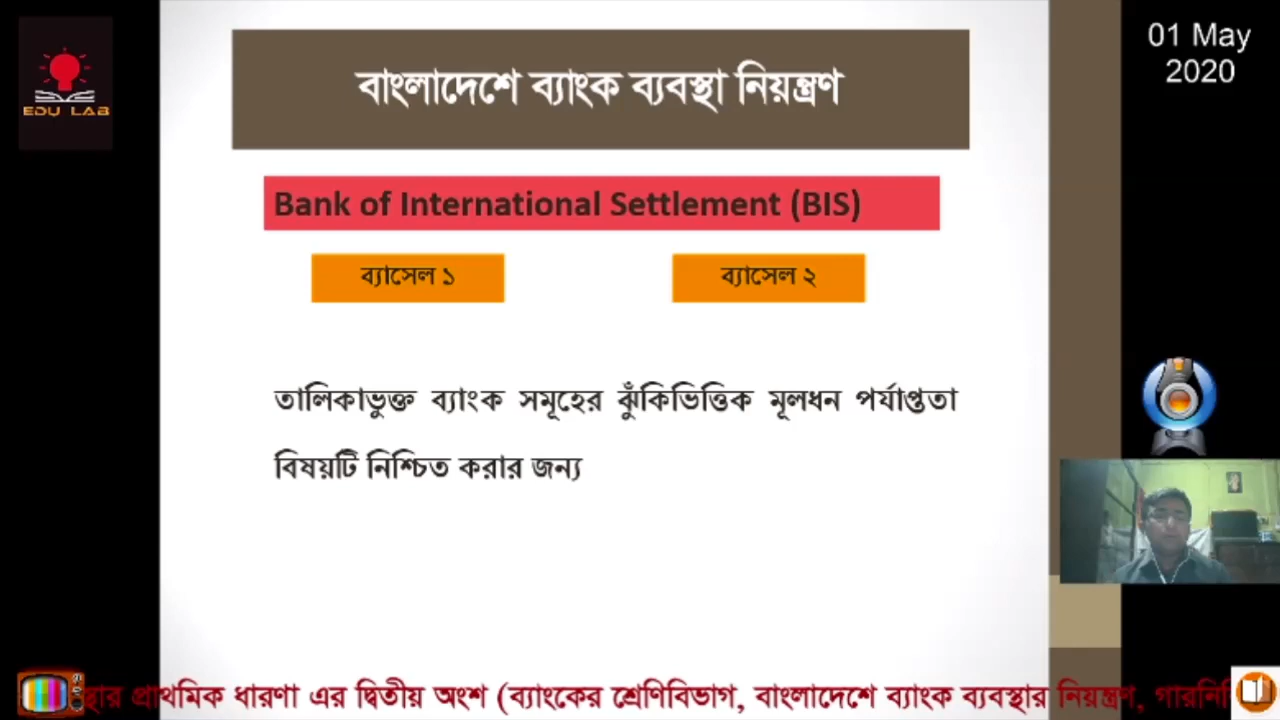 EDU LAB
01 May
2020
বাংলাদেশে ব্যাংক ব্যবস্থা নিয়ন্ত্রণ
Bank of International Settlement (BIS)
ব্যাসেল ১
ব্যাসেল ২
তালিকাভুক্ত ব্যাংক সমূহের ঝুঁকিভিত্তিক মূলধন পর্যাপ্ততা
বিষয়টি নিশ্চিত করার জন্য
প্রাথমিক ধারণা এর দ্বিতীয় অংশ (ব্যাংকের শ্রেণিবিভাগ, বাংলাদেশে ব্যাংক ব্যবস্থার নিয়ন্ত্রণ,